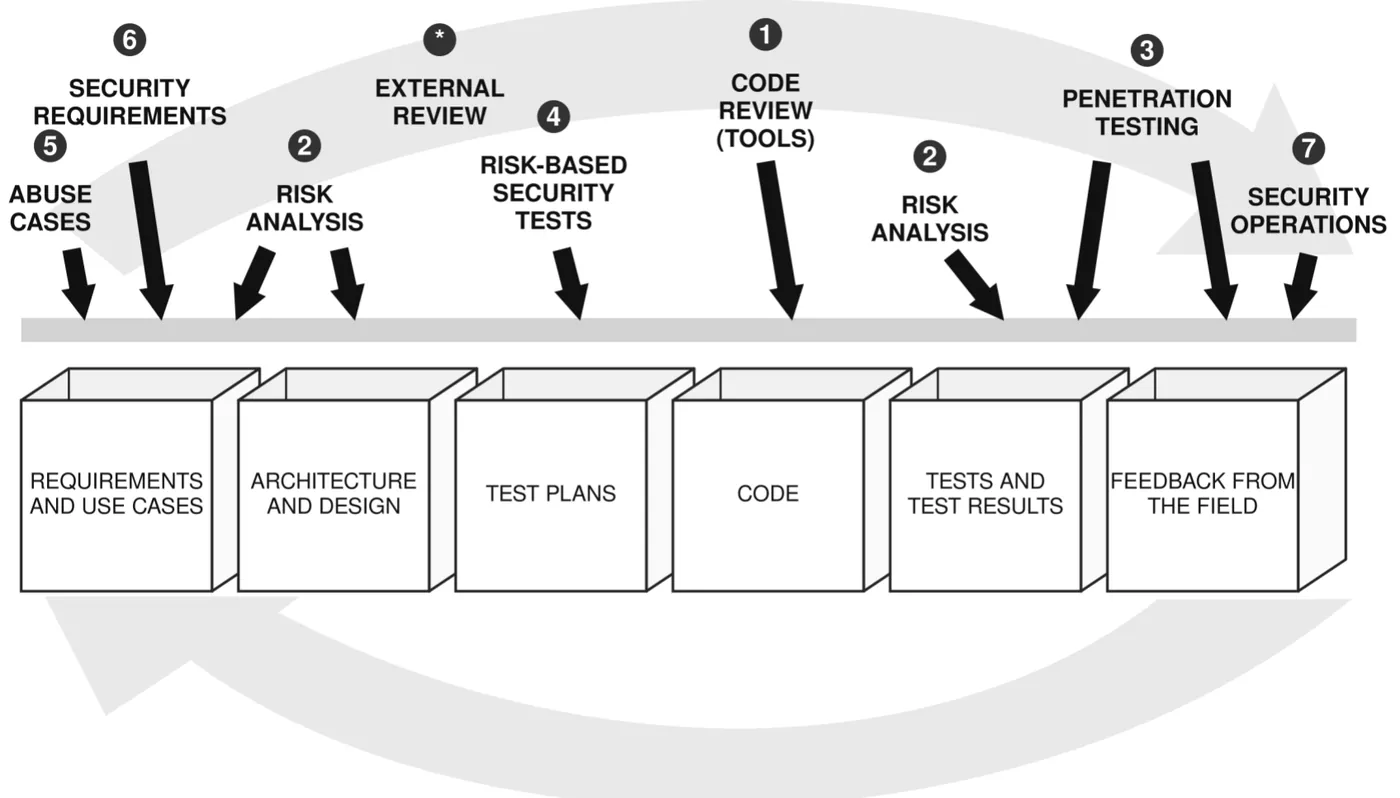 6
SECURITY
REQUIREMENTS
5
ABUSE
CASES
2
RISK
ANALYSIS
*
EXTERNAL
REVIEW
4
RISK-BASED
SECURITY
TESTS
1
CODE
REVIEW
(TOOLS)
2
RISK
ANALYSIS
3
PENETRATION
TESTING
7
SECURITY
OPERATIONS
REQUIREMENTS
AND USE CASES
ARCHITECTURE
AND DESIGN
TEST PLANS
CODE
TESTS AND
TEST RESULTS
FEEDBACK FROM
THE FIELD